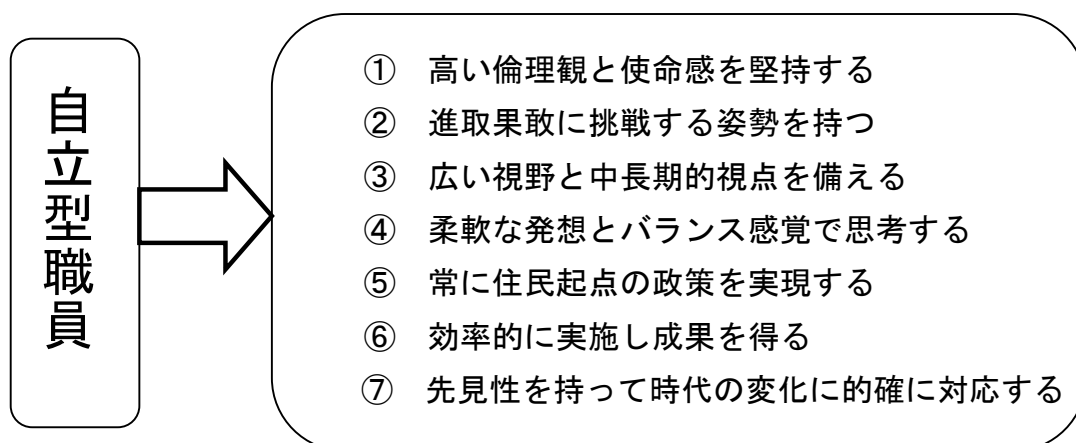 自立型職員
① 高い倫理観と使命感を堅持する
② 進取果敢に挑戦する姿勢を持つ
③ 広い視野と中長期的視点を備える
④ 柔軟な発想とバランス感覚で思考する
⑤ 常に住民起点の政策を実現する
⑥ 効率的に実施し成果を得る
⑦ 先見性を持って時代の変化に的確に対応する